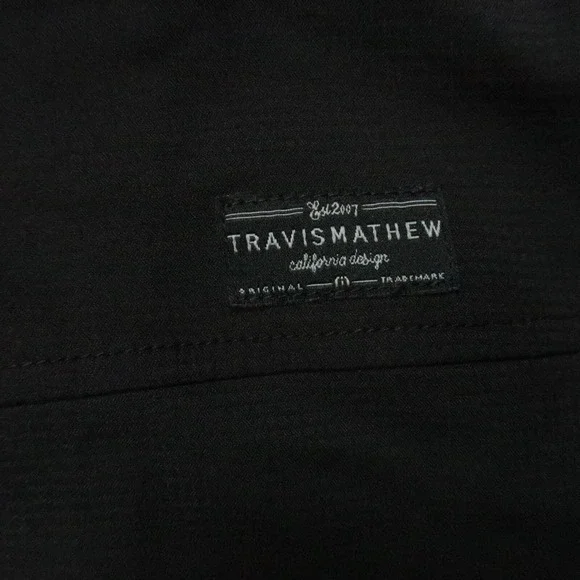 Est 2007
TRAVISMATHEW
california design
ORIGINAL (i) TRADEMARK